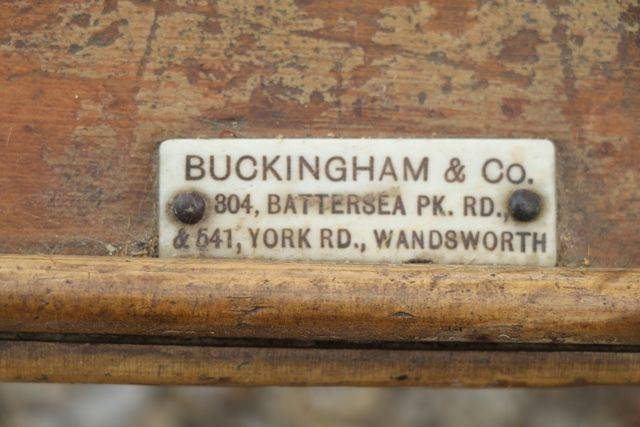 BUCKINGHAM & Co.
304, BATTERSEA PK. RD.,
& 541, YORK RD., WANDSWORTH